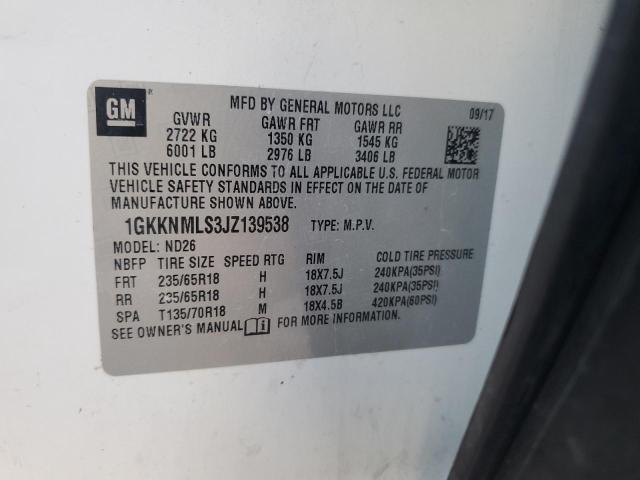 GM
MFD BY GENERAL MOTORS LLC 09/17
GVWR GAWR FRT GAWR RR
2722 KG 1350 KG 1545 KG
6001 LB 2976 LB 3406 LB
THIS VEHICLE CONFORMS TO ALL APPLICABLE U.S. FEDERAL MOTOR
VEHICLE SAFETY STANDARDS IN EFFECT ON THE DATE OF
MANUFACTURE SHOWN ABOVE.
1GKKNMLS3JZ139538 TYPE: M.P.V.
MODEL: ND26
NBFP TIRE SIZE SPEED RTG RIM COLD TIRE PRESSURE
FRT 235/65R18 H 18X7.5J 240KPA(35PSI)
RR 235/65R18 H 18X7.5J 240KPA(35PSI)
SPA T135/70R18 M 18X4.5B 420KPA(60PSI)
SEE OWNER'S MANUAL FOR MORE INFORMATION.